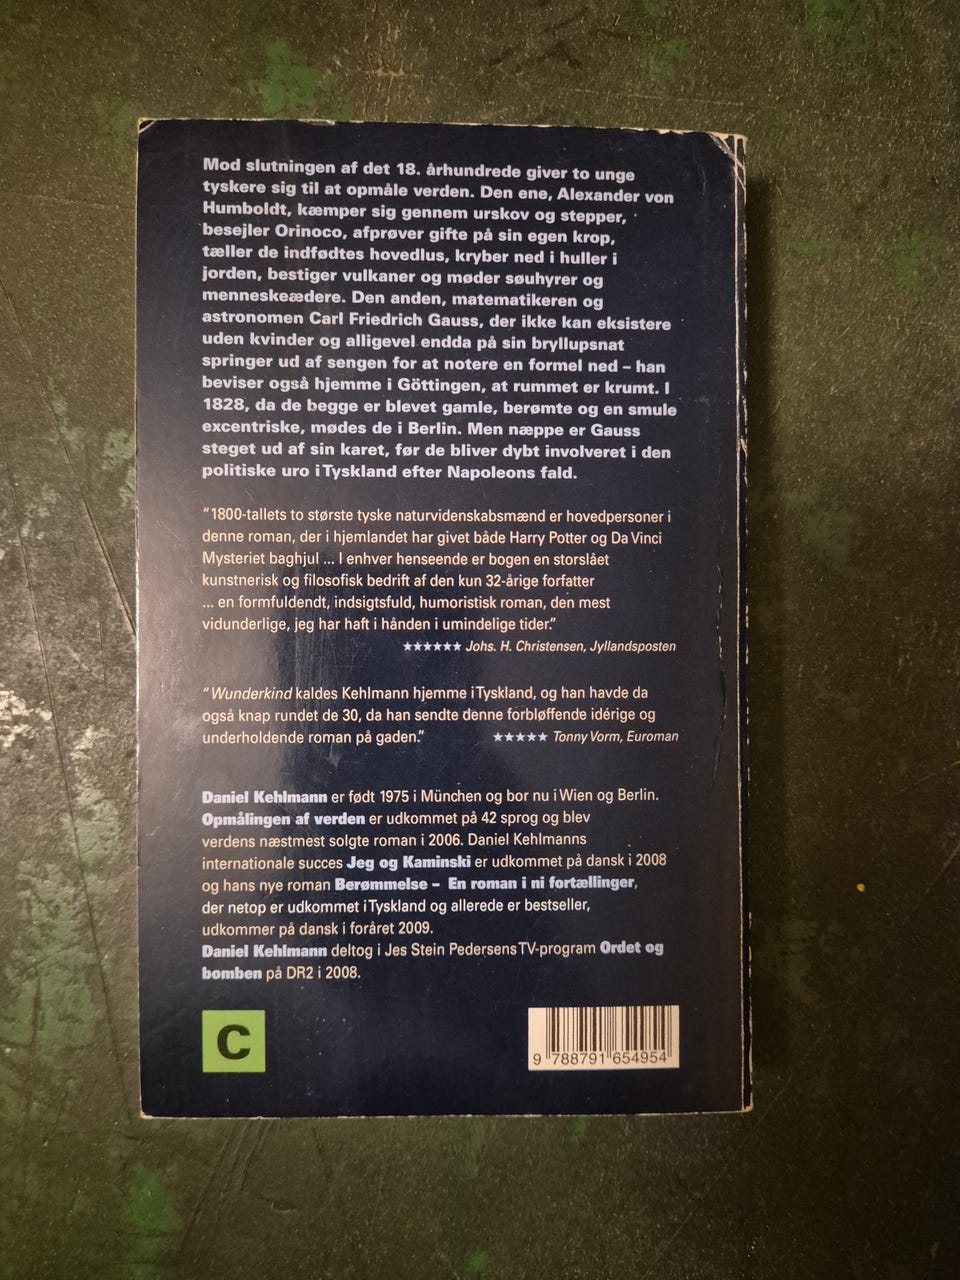 Mod slutningen af det 18. århundrede giver to unge
tyskere sig til at opmåle verden. Den ene, Alexander von
Humboldt, kæmper sig gennem urskov og stepper,
besejler Orinoco, afprøver gifte på sin egen krop,
tæller de indfødtes hovedlus, kryber ned i huller i
jorden, bestiger vulkaner og møder søuhyrer og
menneskeædere. Den anden, matematikeren og
astronomen Carl Friedrich Gauss, der ikke kan eksistere
uden kvinder og alligevel endda på sin bryllupsnat
springer ud af sengen for at notere en formel ned – han
beviser også hjemme i Göttingen, at rummet er krumt. I
1828, da de begge er blevet gamle, berømte og en smule
excentriske, mødes de i Berlin. Men næppe er Gauss
steget ud af sin karet, før de bliver dybt involveret i den
politiske uro i Tyskland efter Napoleons fald.
"1800-tallets to største tyske naturvidenskabsmænd er hovedpersoner i
denne roman, der i hjemlandet har givet både Harry Potter og Da Vinci
Mysteriet baghjul ... I enhver henseende er bogen en storslået
kunstnerisk og filosofisk bedrift af den kun 32-årige forfatter
... en formfuldendt, indsigtsfuld, humoristisk roman, den mest
vidunderlige, jeg har haft i hånden i umindelige tider."
★★★★★★ Johs. H. Christensen, Jyllandsposten
"Wunderkind kaldes Kehlmann hjemme i Tyskland, og han havde da
også knap rundet de 30, da han sendte denne forbløffende idérige og
underholdende roman på gaden." ★★★★★ Tonny Vorm, Euroman
Daniel Kehlmann er født 1975 i München og bor nu i Wien og Berlin.
Opmålingen af verden er udkommet på 42 sprog og blev
verdens næstmest solgte roman i 2006. Daniel Kehlmanns
internationale succes Jeg og Kaminski er udkommet på dansk i 2008
og hans nye roman Berømmelse – En roman i ni fortællinger,
der netop er udkommet i Tyskland og allerede er bestseller,
udkommer på dansk i foråret 2009.
Daniel Kehlmann deltog i Jes Stein Pedersens TV-program Ordet og
bomben på DR2 i 2008.
C
9 788791 654954